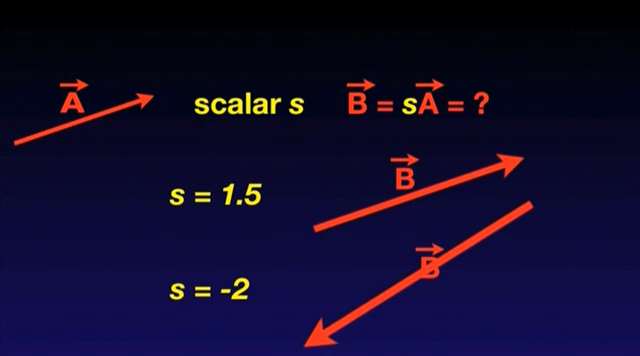 A⃗
scalar s B⃗ = sA⃗ = ?
s = 1.5
B⃗
s = -2
B⃗